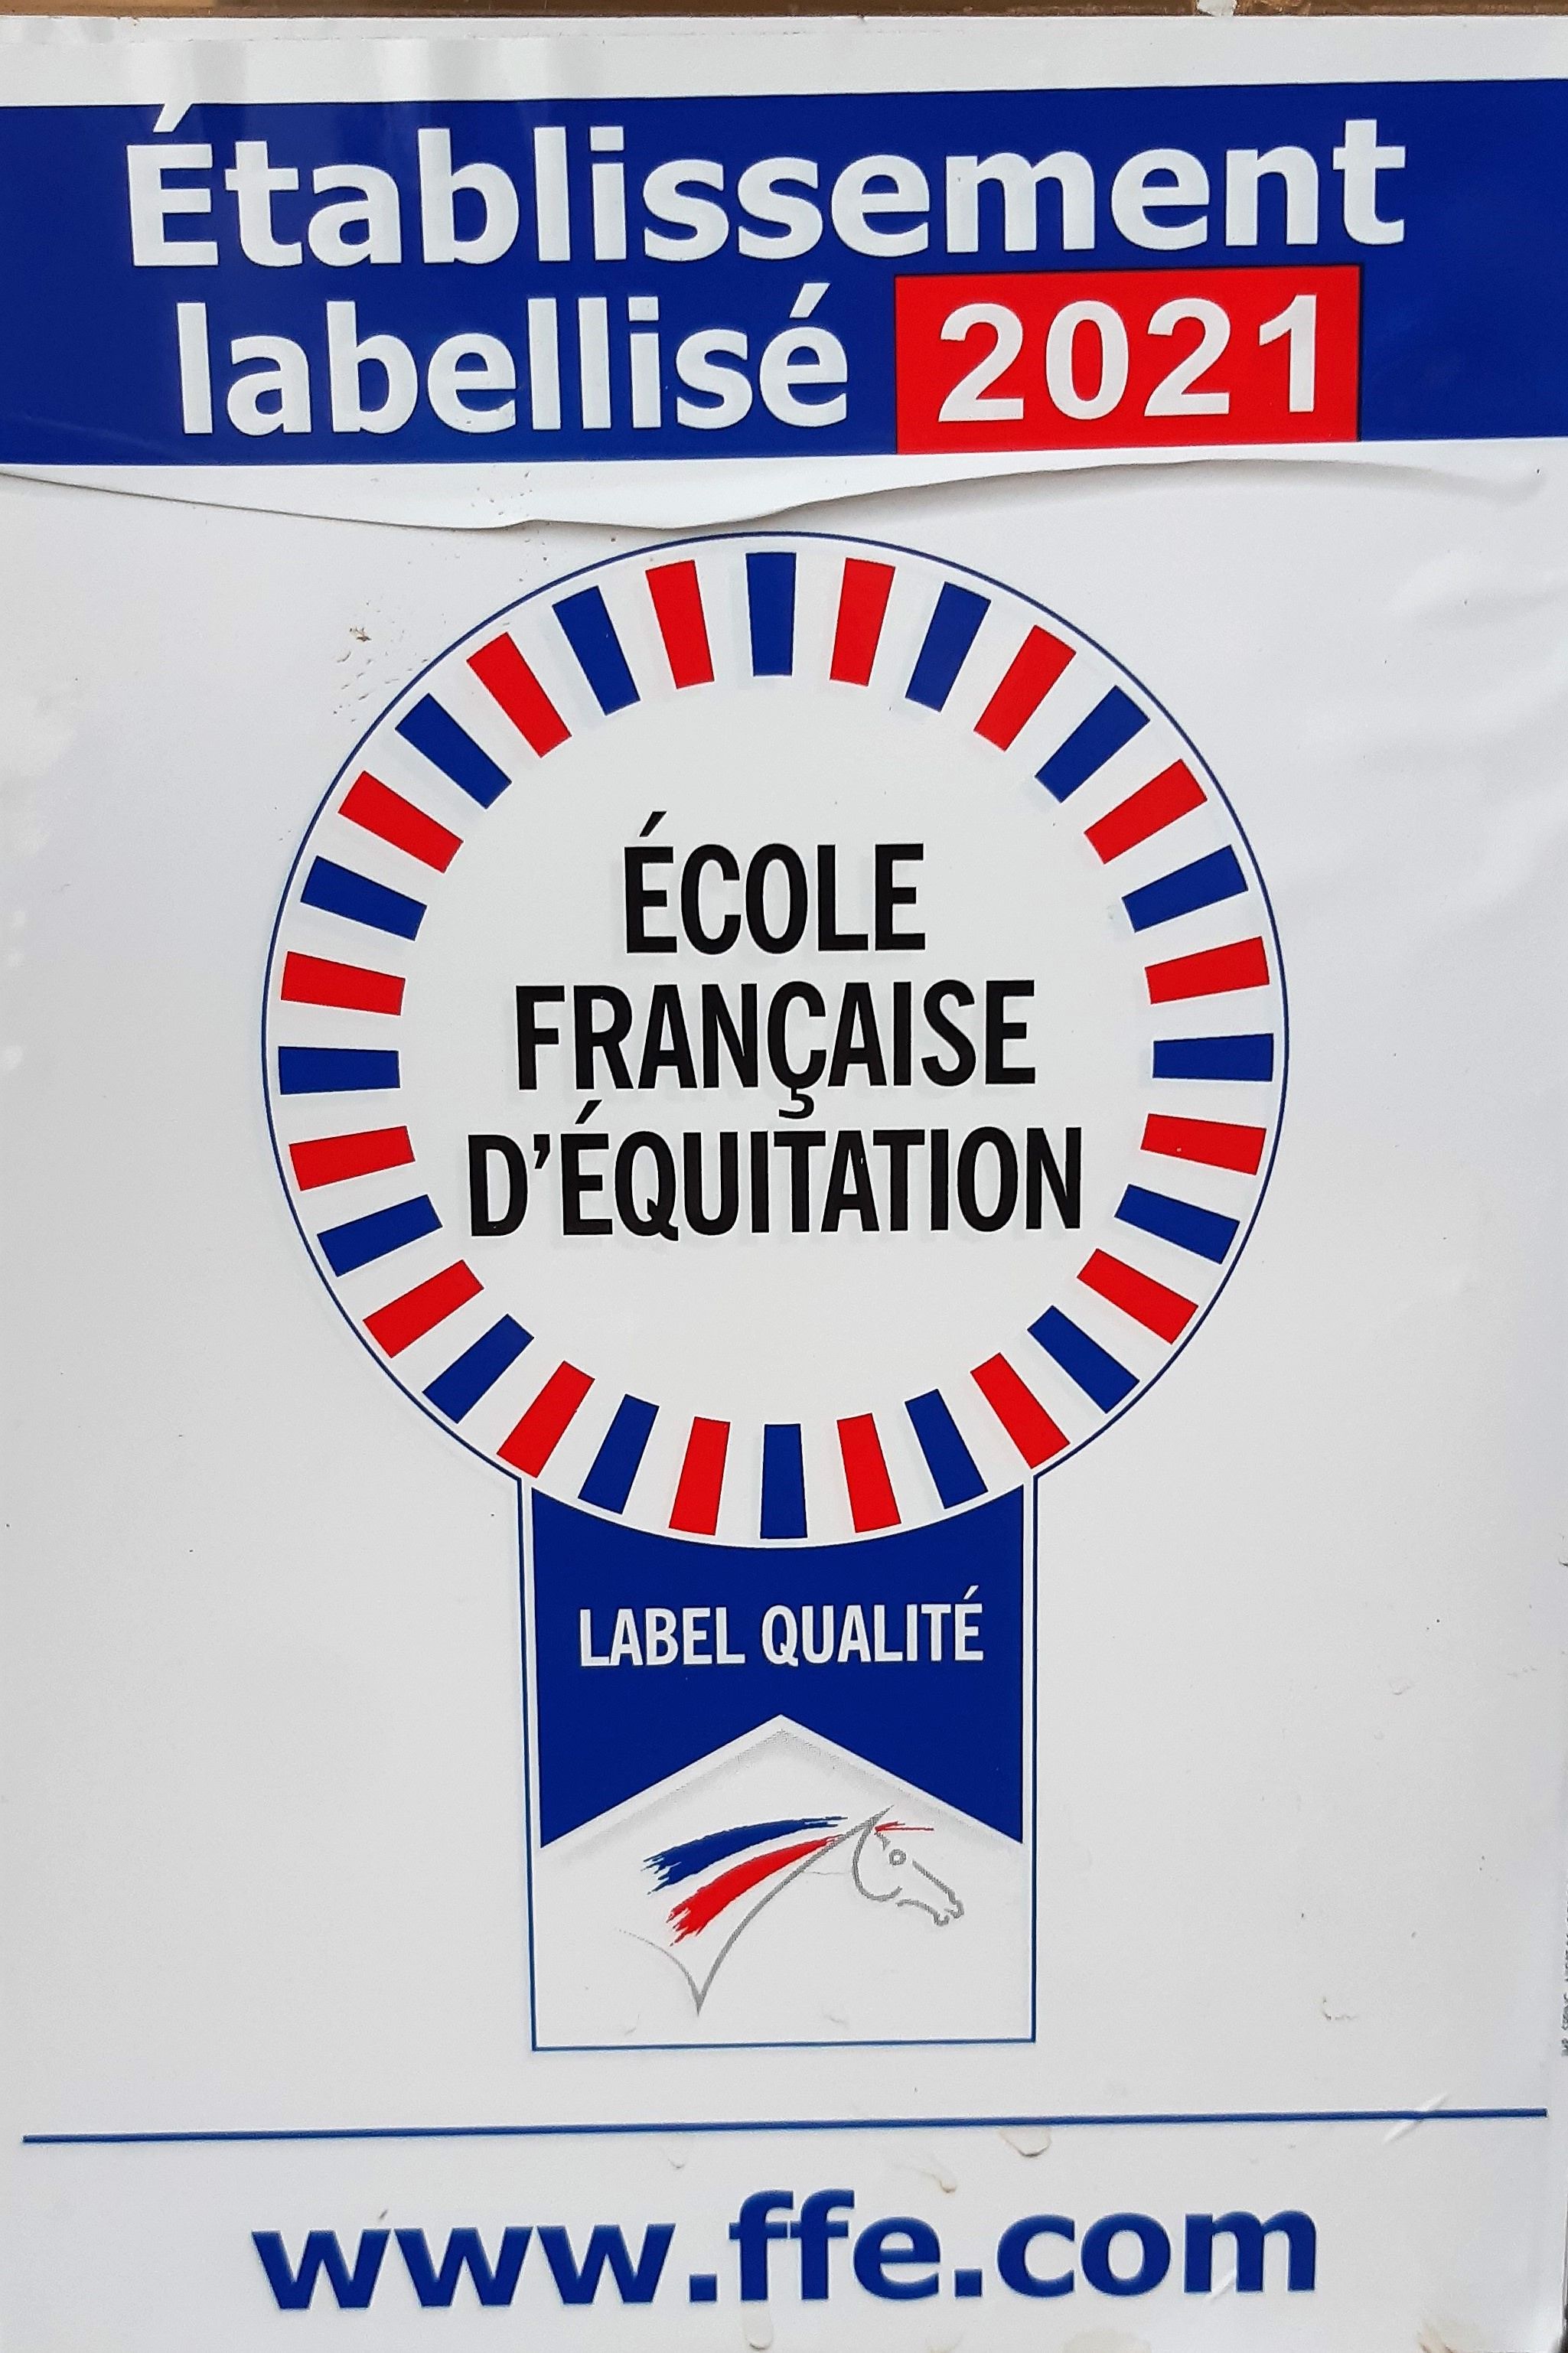 Établissement
labellisé 2021
ÉCOLE
FRANÇAISE
D'ÉQUITATION
LABEL QUALITÉ
www.ffe.com